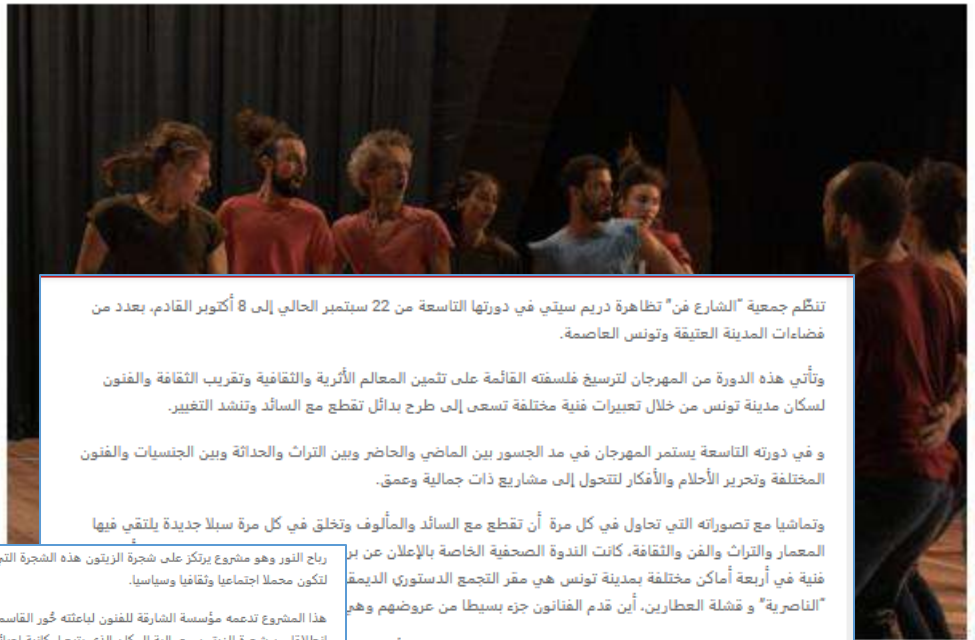 تنظّم جمعية "الشارع فن" تظاهرة دريم سيتي في دورتها التاسعة من 22 سبتمبر الحالي إلى 8 أكتوبر القادم، بعدد من
فضاءات المدينة العتيقة وتونس العاصمة.
وتأتي هذه الدورة من المهرجان لترسيخ فلسفته القائمة على تثمين المعالم الأثرية والثقافية وتقريب الثقافة والفنون
لسكان مدينة تونس من خلال تعبيرات فنية مختلفة تسعى إلى طرح بدائل تقطع مع السائد وتنشد التغيير.
و في دورته التاسعة يستمر المهرجان في مد الجسور بين الماضي والحاضر وبين التراث والحداثة وبين الجنسيات والفنون
المختلفة وتحرير الأحلام والأفكار لتتحول إلى مشاريع ذات جمالية وعمق.
وتماشيا مع تصوراته التي تحاول في كل مرة أن تقطع مع السائد والمألوف وتخلق في كل مرة سبلا جديدة يلتقي فيها
المعمار والتراث والفن والثقافة، كانت الندوة الصحفية الخاصة بالإعلان عن
فنية في أربعة أماكن مختلفة بمدينة تونس هي مقر التجمع الدستوري
"الناصرية" و قشلة العطارين، أين قدم الفنانون جزء بسيطا من عروضهم وهي
رباح النور وهو مشروع يرتكز على شجرة الزيتون هذه الشجرة
لتكون محملا اجتماعيا وثقافيا وسياسيا.
هذا المشروع تدعمه مؤسسة الشارقة للفنون لباعثته حُور